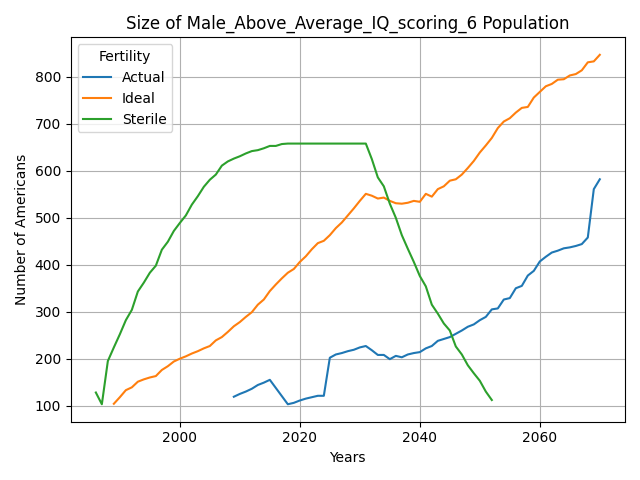 Size of Male_Above_Average_IQ_scoring_6 Population
Fertility
Actual
Ideal
Sterile
Number of Americans
800
700
600
500
400
300
200
100
2000
2020
2040
2060
Years